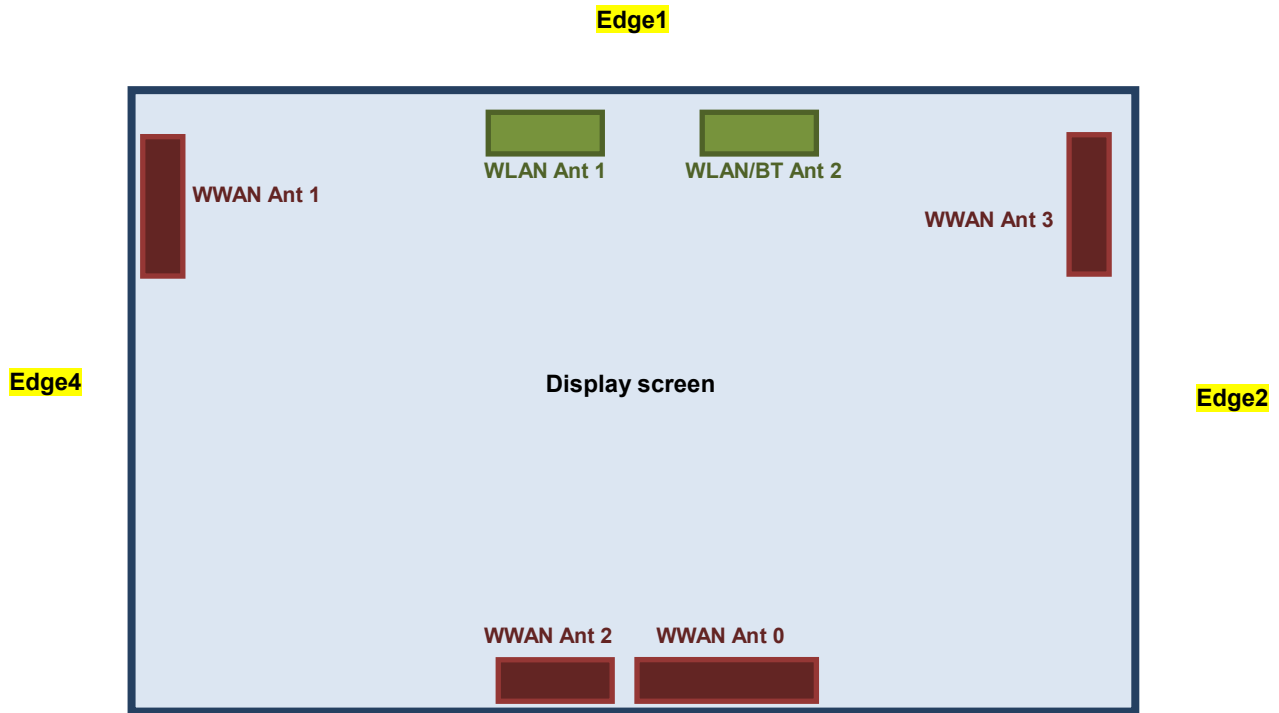 Edge1
WLAN Ant 1
WLAN/BT Ant 2
WWAN Ant 1
WWAN Ant 3
Edge4
Display screen
Edge2
WWAN Ant 2
WWAN Ant 0